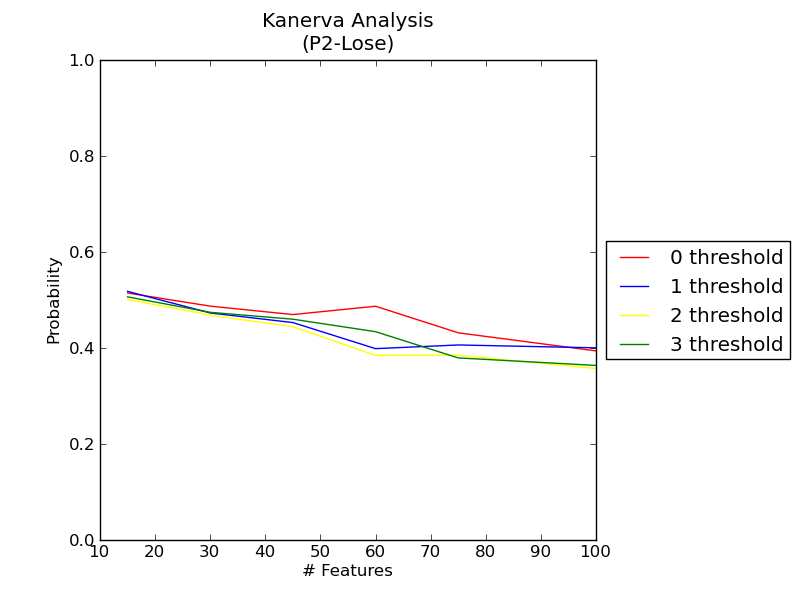 Kanerva Analysis
(P2-Lose)
1.0
0.8
0.6
0.4
0.2
0.0
Probability
10 20 30 40 50 60 70 80 90 100
# Features
0 threshold
1 threshold
2 threshold
3 threshold